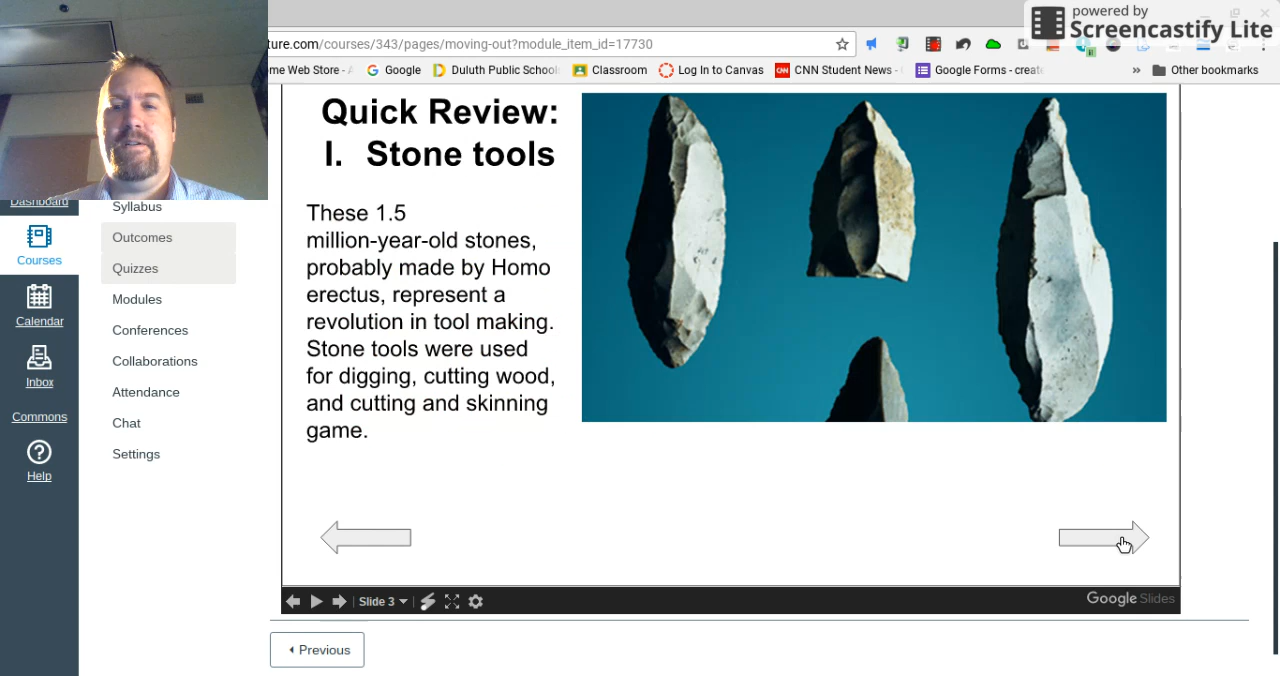 powered by
Screencastify Lite
ture.com/courses/343/pages/moving-out?module_item_id=17730
me Web Store - A
Google
Duluth Public School
Classroom
Log In to Canvas
CNN Student News -
Google Forms - create
»
Other bookmarks
Dashboard
Courses
Calendar
Inbox
Commons
Help
Syllabus
Outcomes
Quizzes
Modules
Conferences
Collaborations
Attendance
Chat
Settings
Quick Review:
I. Stone tools
These 1.5
million-year-old stones,
probably made by Homo
erectus, represent a
revolution in tool making.
Stone tools were used
for digging, cutting wood,
and cutting and skinning
game.
Slide 3
Google Slides
Previous